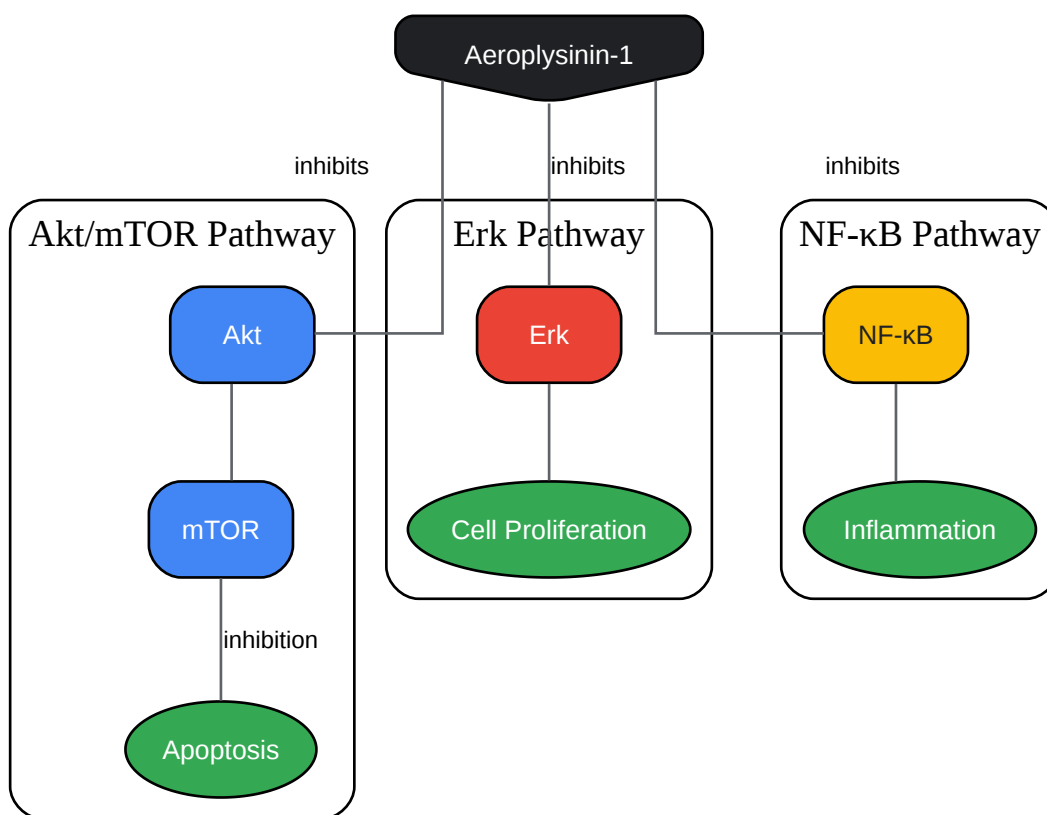 Aeroplysinin-1
inhibits
inhibits
inhibits
Akt/mTOR Pathway
Erk Pathway
NF-κB Pathway
Akt
Erk
NF-κB
mTOR
Cell Proliferation
Inflammation
inhibition
Apoptosis